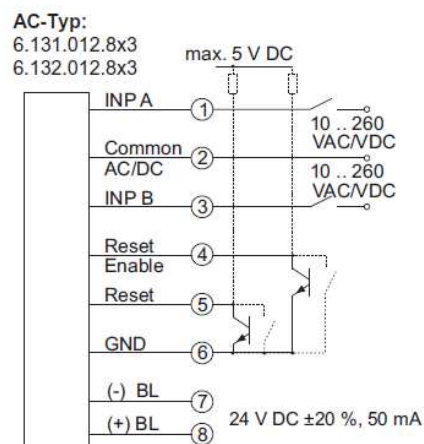 AC-Typ:
6.131.012.8x3
6.132.012.8x3
max. 5 V DC
INP A
1
10 .. 260
VAC/VDC
Common
AC/DC
2
10 .. 260
VAC/VDC
INP B
3
Reset
Enable
4
Reset
5
GND
6
(-) BL
7
24 V DC ±20 %, 50 mA
(+) BL
8